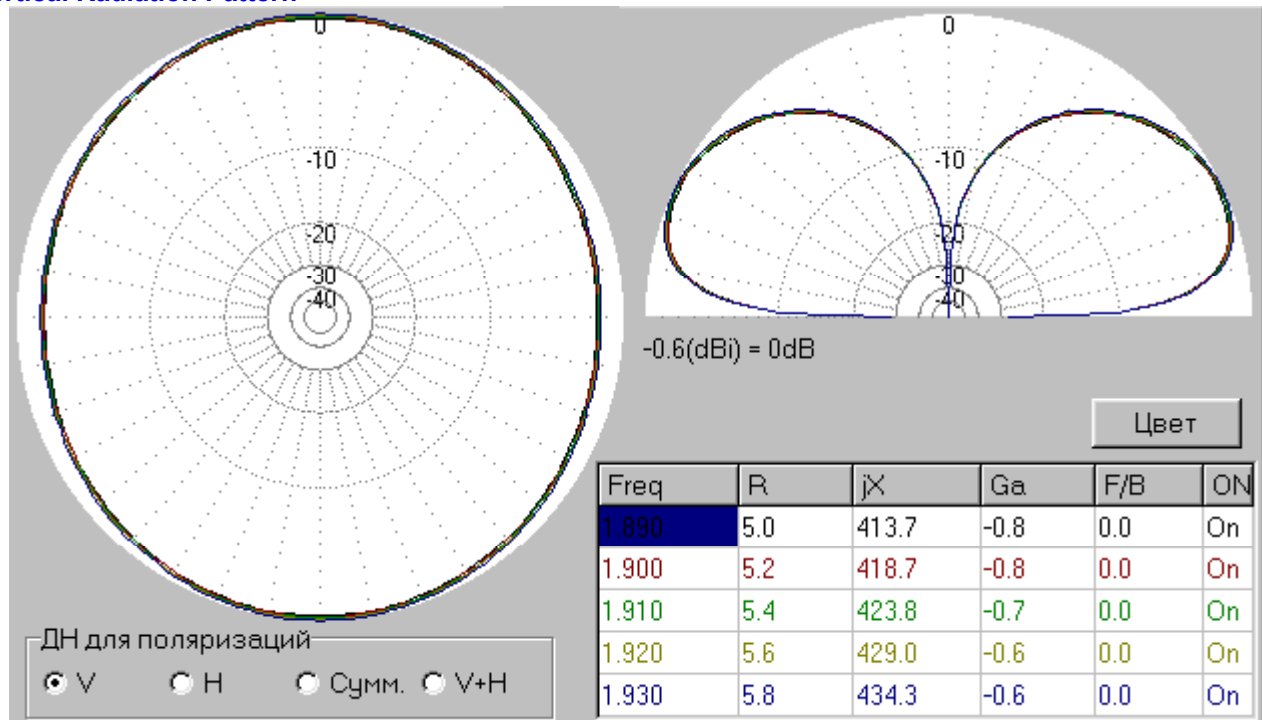 Radiation Pattern
0
-10
-20
-30
-40
0
-10
-20
-30
-40
-0.6(dBi) = 0dB
Цвет
Freq R jX Ga F/B ON
1.890 5.0 413.7 -0.8 0.0 On
1.900 5.2 418.7 -0.8 0.0 On
1.910 5.4 423.8 -0.7 0.0 On
1.920 5.6 429.0 -0.6 0.0 On
1.930 5.8 434.3 -0.6 0.0 On
ДН для поляризаций
V H Сумм. V+H